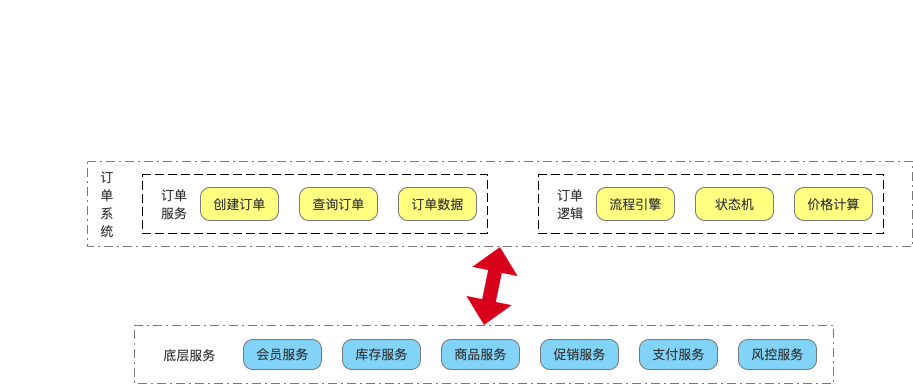 订
单
系
统
订单
服务
创建订单
查询订单
订单数据
订单
逻辑
流程引擎
状态机
价格计算
底层服务
会员服务
库存服务
商品服务
促销服务
支付服务
风控服务